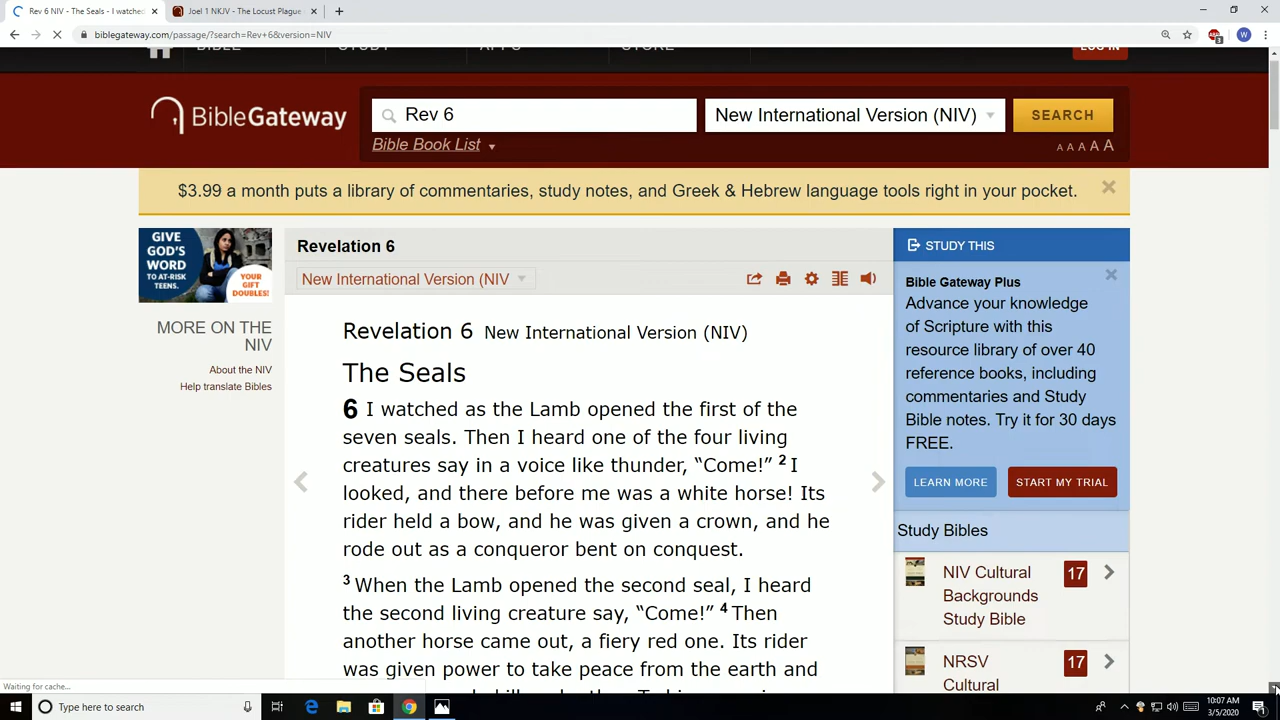 Rev 6 NIV - The Seals - I watched
Joel 1 NKJV - The Locust Plague
biblegateway.com/passage/?search=Rev+6&version=NIV
3
W
BIBLE
STUDY
APPS
STORE
LOG IN
BibleGateway
Rev 6
New International Version (NIV)
SEARCH
Bible Book List
A A A A A
$3.99 a month puts a library of commentaries, study notes, and Greek & Hebrew language tools right in your pocket.
GIVE
GOD'S
WORD
TO AT-RISK
TEENS.
YOUR
GIFT
DOUBLES!
MORE ON THE
NIV
About the NIV
Help translate Bibles
Revelation 6
New International Version (NIV
Revelation 6 New International Version (NIV)
The Seals
6 I watched as the Lamb opened the first of the
seven seals. Then I heard one of the four living
creatures say in a voice like thunder, “Come!” 2 I
looked, and there before me was a white horse! Its
rider held a bow, and he was given a crown, and he
rode out as a conqueror bent on conquest.
3 When the Lamb opened the second seal, I heard
the second living creature say, “Come!” 4 Then
another horse came out, a fiery red one. Its rider
was given power to take peace from the earth and
STUDY THIS
Bible Gateway Plus
Advance your knowledge
of Scripture with this
resource library of over 40
reference books, including
commentaries and Study
Bible notes. Try it for 30 days
FREE.
LEARN MORE
START MY TRIAL
Study Bibles
NIV Cultural
Backgrounds
Study Bible
17
NRSV
Cultural
17
Waiting for cache...
Type here to search
10:07 AM
3/5/2020
1